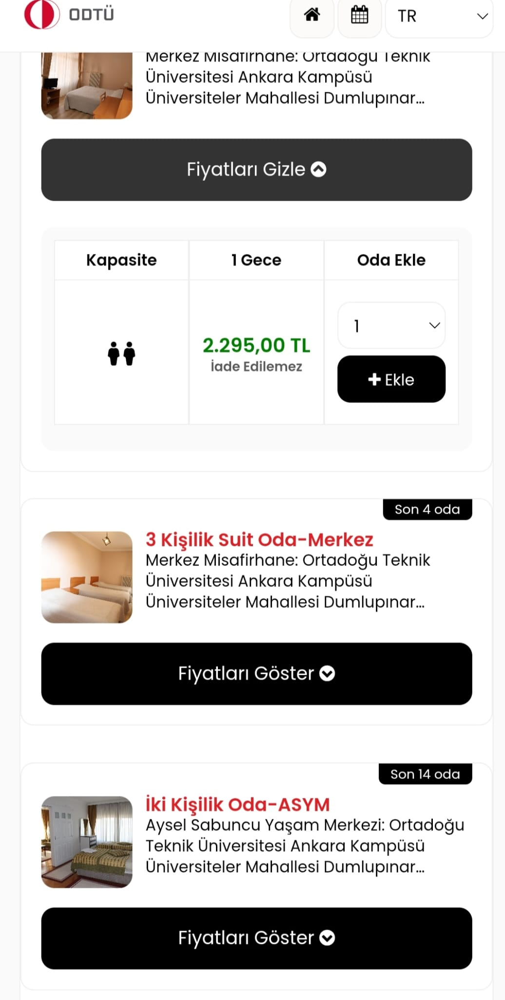 ODTÜ
TR
Merkez Misafirhane: Ortadoğu Teknik
Üniversitesi Ankara Kampüsü
Üniversiteler Mahallesi Dumlupınar...
Fiyatları Gizle
Kapasite
1 Gece
Oda Ekle
1
2.295,00 TL
İade Edilemez
+ Ekle
Son 4 oda
3 Kişilik Suit Oda-Merkez
Merkez Misafirhane: Ortadoğu Teknik
Üniversitesi Ankara Kampüsü
Üniversiteler Mahallesi Dumlupınar...
Fiyatları Göster
Son 14 oda
İki Kişilik Oda-ASYM
Aysel Sabuncu Yaşam Merkezi: Ortadoğu
Teknik Üniversitesi Ankara Kampüsü
Üniversiteler Mahallesi Dumlupınar...
Fiyatları Göster